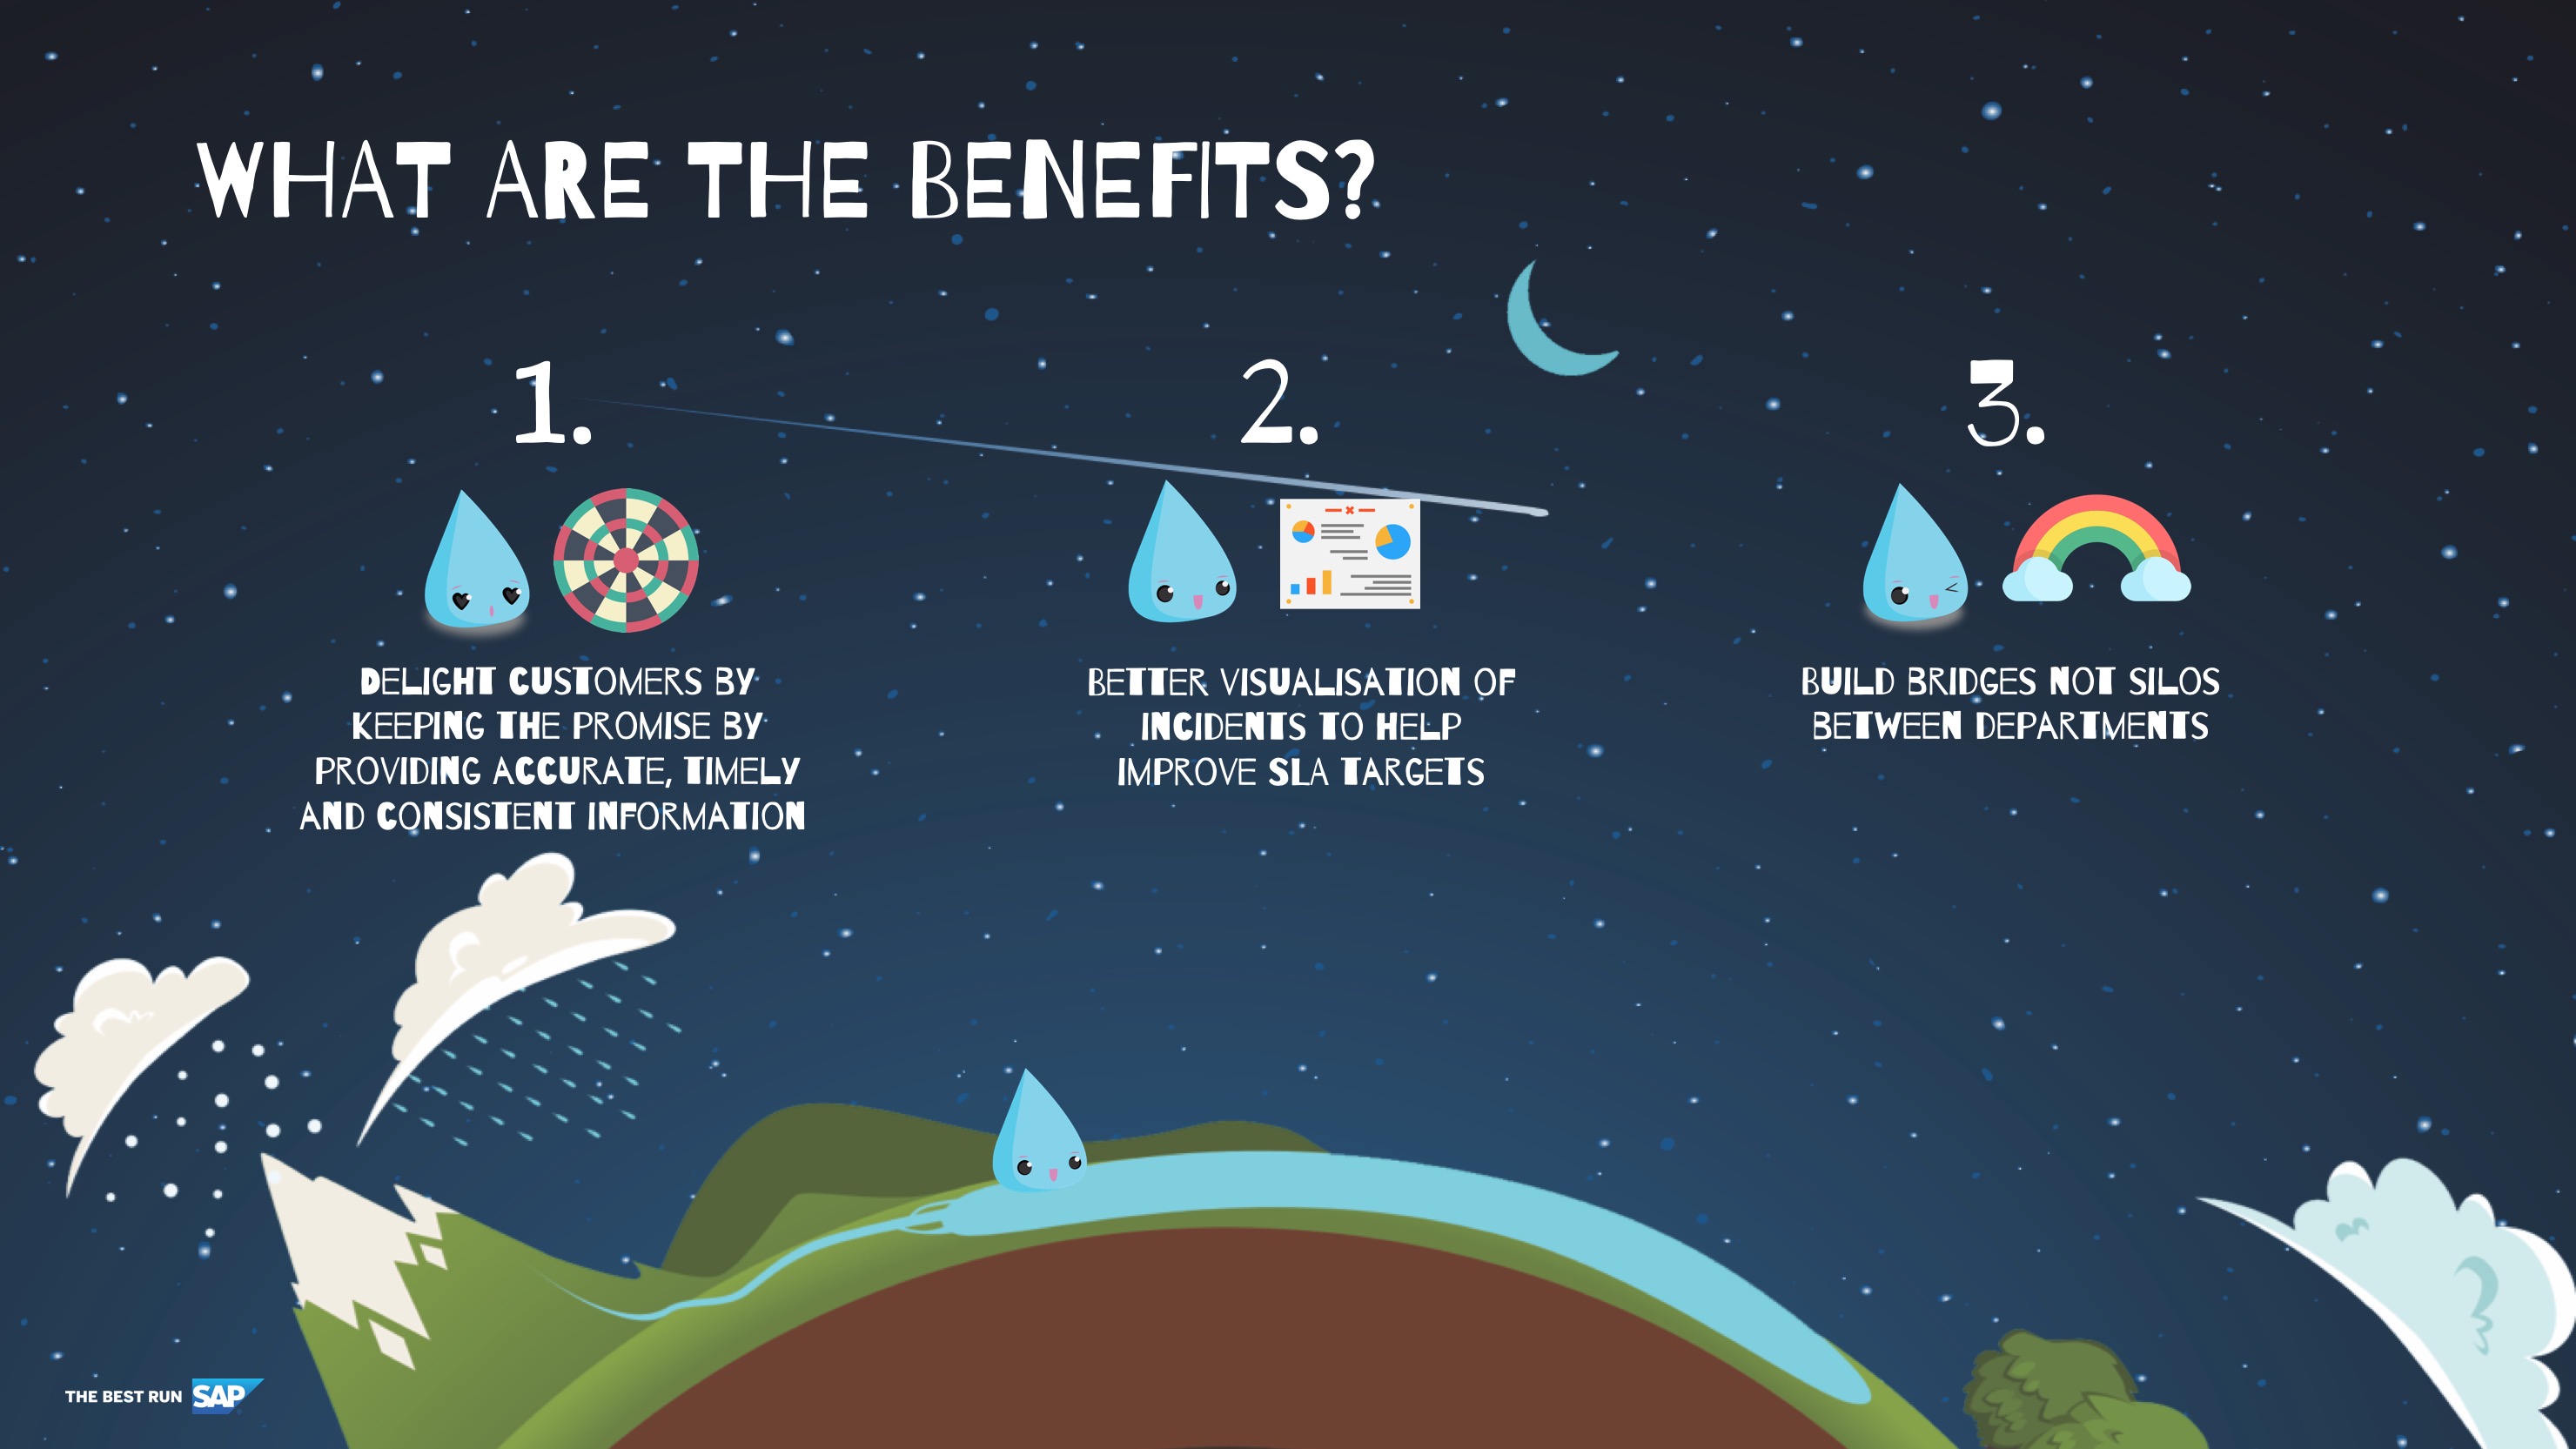 WHAT ARE THE BENEFITS?
1.
DELIGHT CUSTOMERS BY
KEEPING THE PROMISE BY
PROVIDING ACCURATE, TIMELY
AND CONSISTENT INFORMATION
2.
BETTER VISUALISATION OF
INCIDENTS TO HELP
IMPROVE SLA TARGETS
3.
BUILD BRIDGES NOT SILOS
BETWEEN DEPARTMENTS
THE BEST RUN SAP